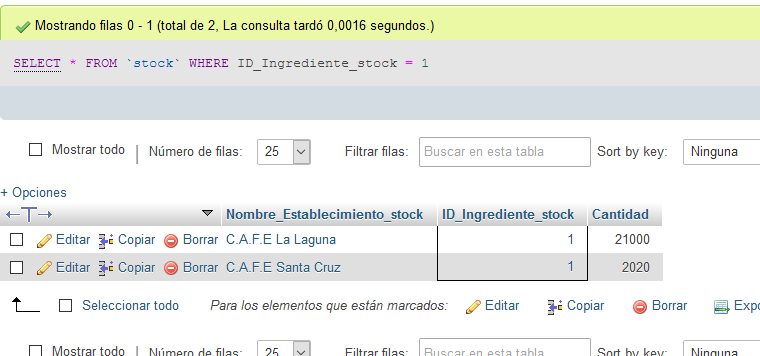 Mostrando filas 0 - 1 (total de 2, La consulta tardó 0,0016 segundos.)
SELECT * FROM `stock` WHERE ID_Ingrediente_stock = 1
Mostrar todo | Número de filas: 25 Filtrar filas: Buscar en esta tabla Sort by key: Ninguna
+ Opciones
←T→ Nombre_Establecimiento_stock ID_Ingrediente_stock Cantidad
Editar Copiar Borrar C.A.F.E La Laguna 1 21000
Editar Copiar Borrar C.A.F.E Santa Cruz 1 2020
Seleccionar todo Para los elementos que están marcados: Editar Copiar Borrar Expo
Mostrar todo Número de filas: 25 Filtrar filas: Buscar en esta tabla Sort by key: Ninguna